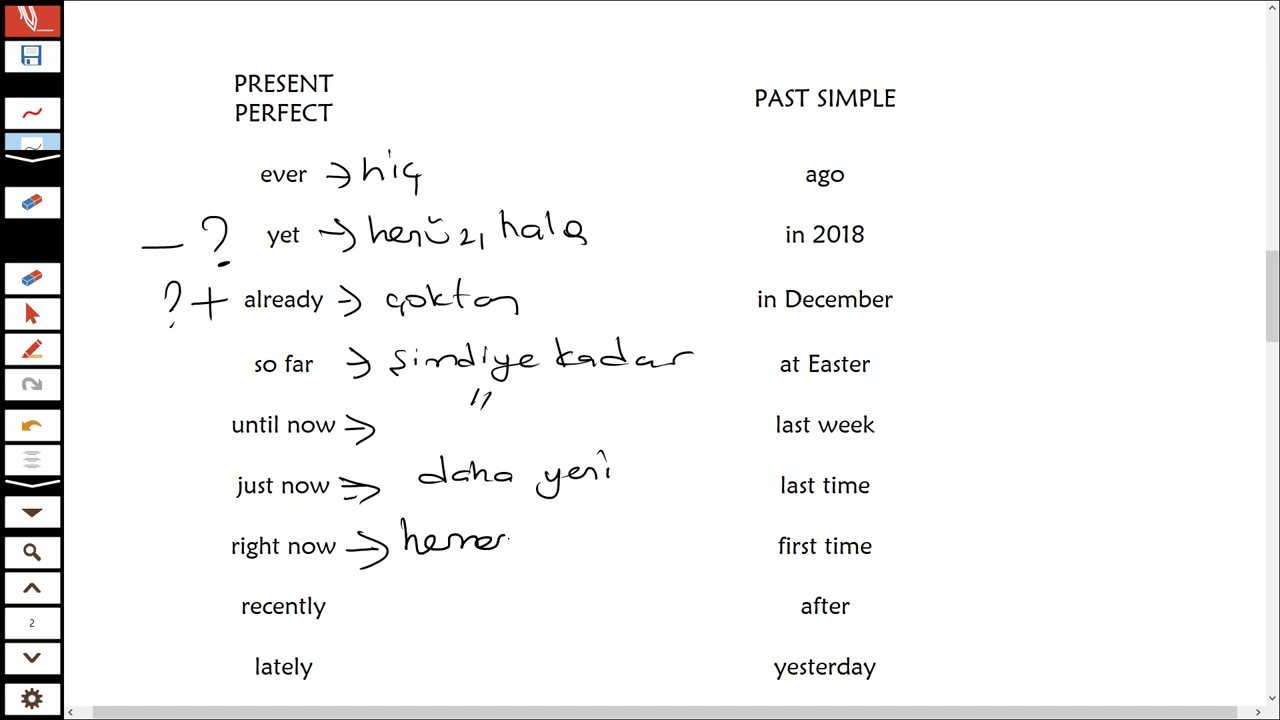 PRESENT
PERFECT
PAST SIMPLE
ever → hiç
ago
− ? yet → henüz, hala
in 2018
? + already → çoktan
in December
so far → şimdiye kadar
at Easter
"
until now →
last week
just now → daha yeni
last time
right now →
first time
recently
after
lately
yesterday
2